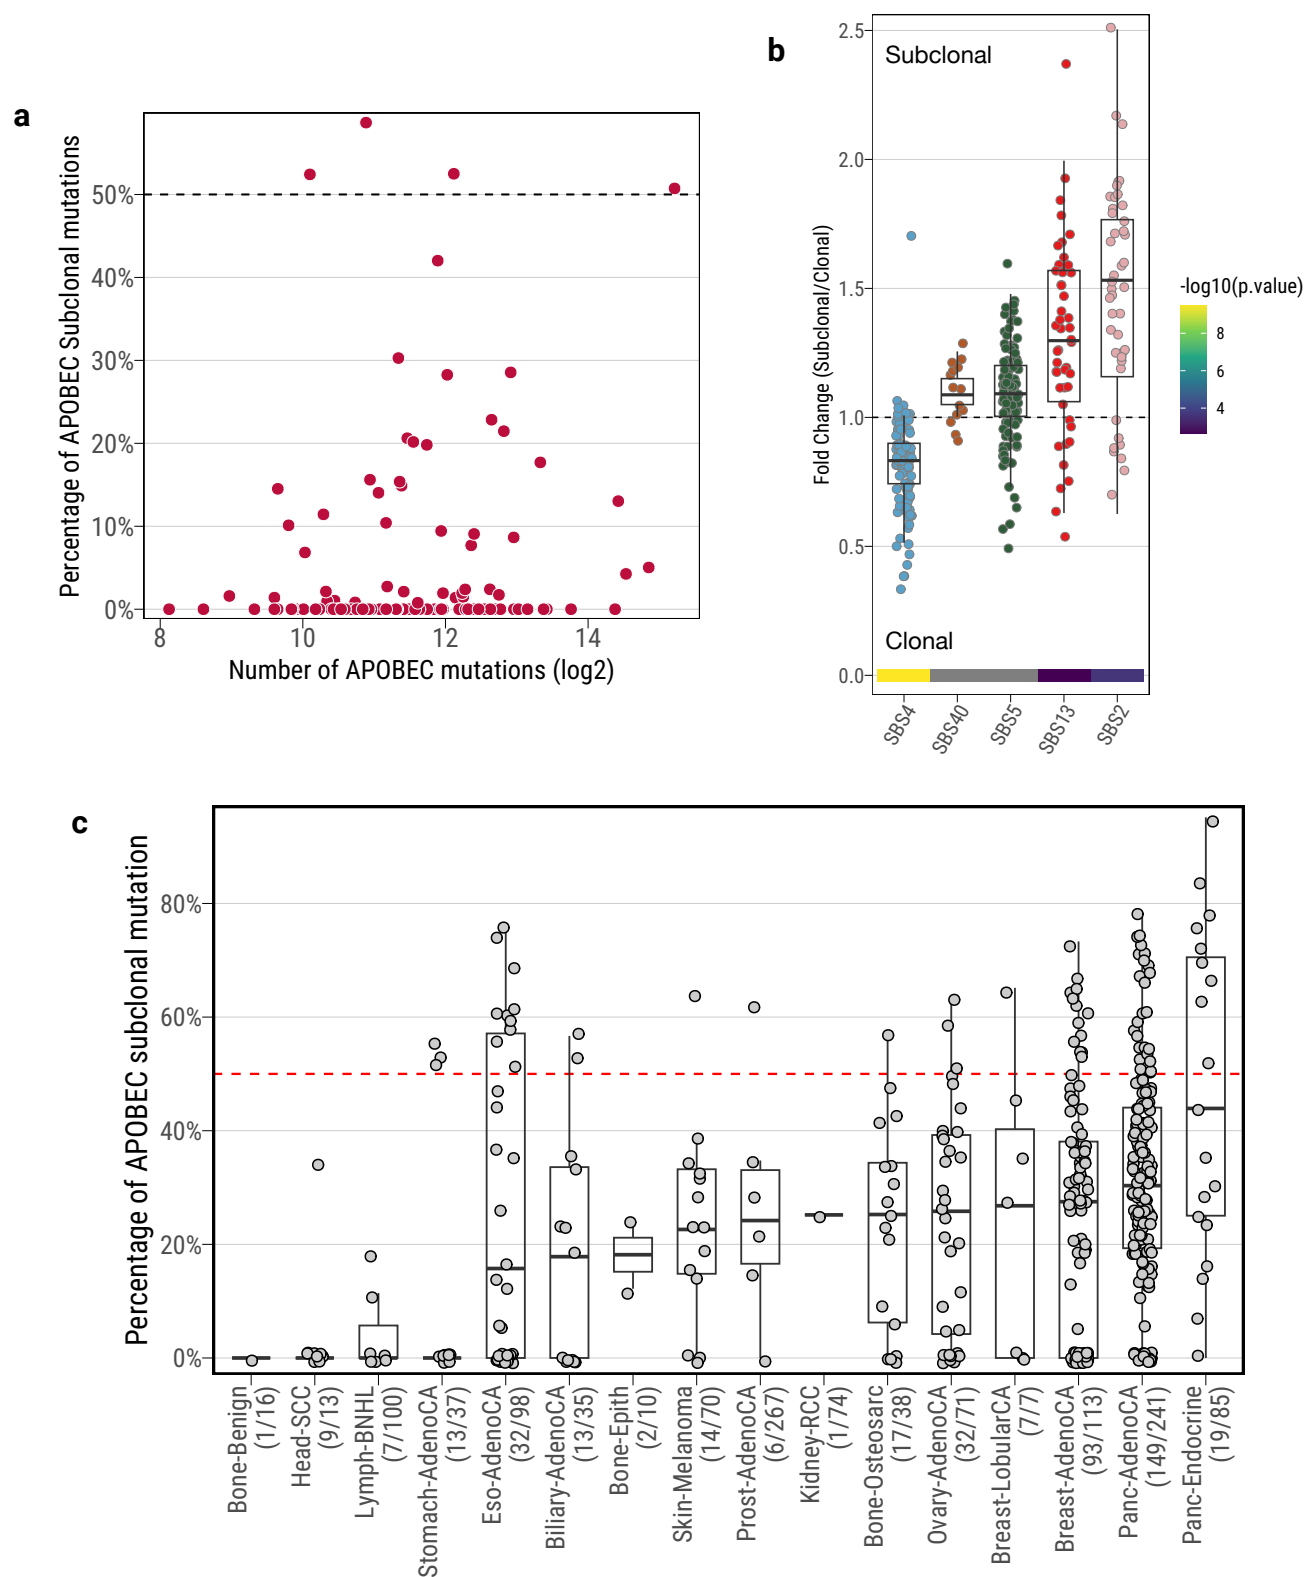 a
Percentage of APOBEC Subclonal mutations
50%
40%
30%
20%
10%
0%
8 10 12 14
Number of APOBEC mutations (log2)
b
Fold Change (Subclonal/Clonal)
2.5
2.0
1.5
1.0
0.5
0.0
Subclonal
Clonal
SBS4 SBS40 SBS5 SBS13 SBS2
-log10(p.value)
8
6
4
c
Percentage of APOBEC subclonal mutation
80%
60%
40%
20%
0%
Bone-Benign
(1/16)
Head-SCC
(9/13)
Lymph-BNHL
(7/100)
Stomach-AdenoCA
(13/37)
Eso-AdenoCA
(32/98)
Biliary-AdenoCA
(13/35)
Bone-Epith
(2/10)
Skin-Melanoma
(14/70)
Prost-AdenoCA
(6/267)
Kidney-RCC
(1/74)
Bone-Osteosarc
(17/38)
Ovary-AdenoCA
(32/71)
Breast-LobularCA
(7/7)
Breast-AdenoCA
(93/113)
Panc-AdenoCA
(149/241)
Panc-Endocrine
(19/85)